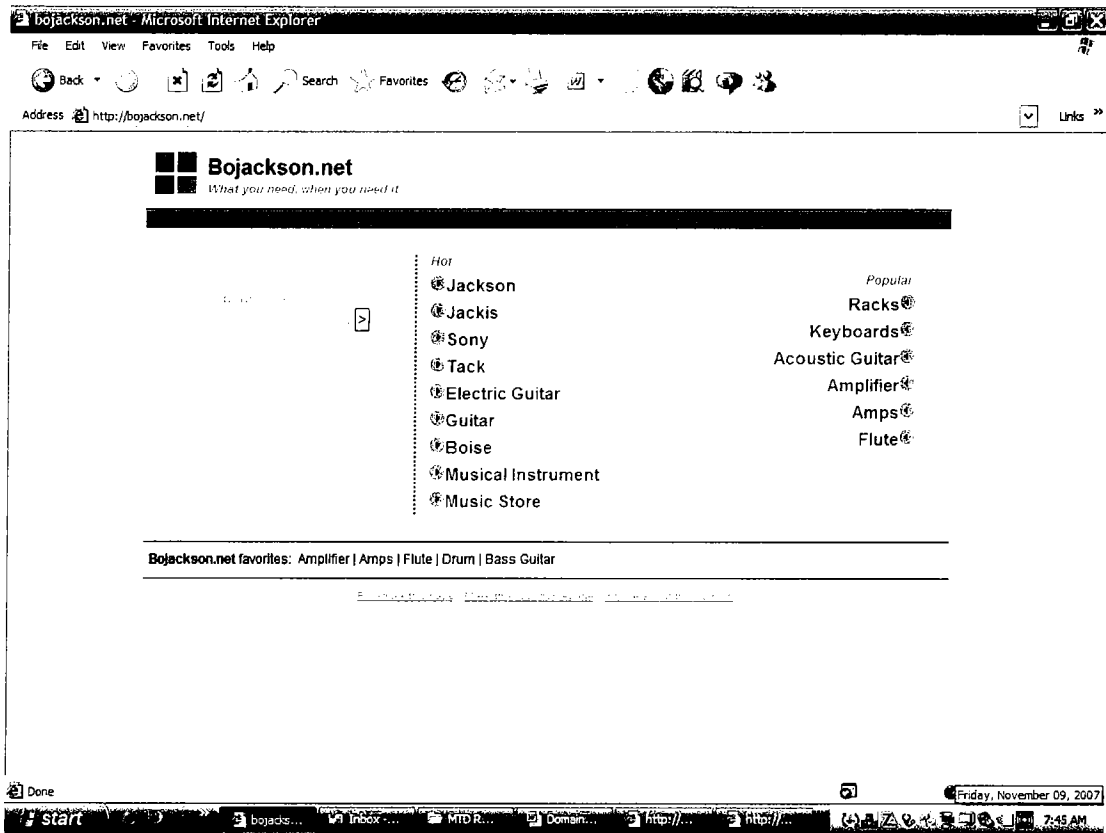 bojackson.net - Microsoft Internet Explorer
File Edit View Favorites Tools Help
Back Search Favorites
Address http://bojackson.net/ Links »
Bojackson.net
What you need, when you need it
Hot
Jackson
Jackis
Sony
Tack
Electric Guitar
Guitar
Boise
Musical Instrument
Music Store
Popular
Racks
Keyboards
Acoustic Guitar
Amplifier
Amps
Flute
Bojackson.net favorites: Amplifier | Amps | Flute | Drum | Bass Guitar
Done
Friday, November 09, 2007
start bojacks... Inbox -... MTD R... Domain... http://... http://... 7:45 AM